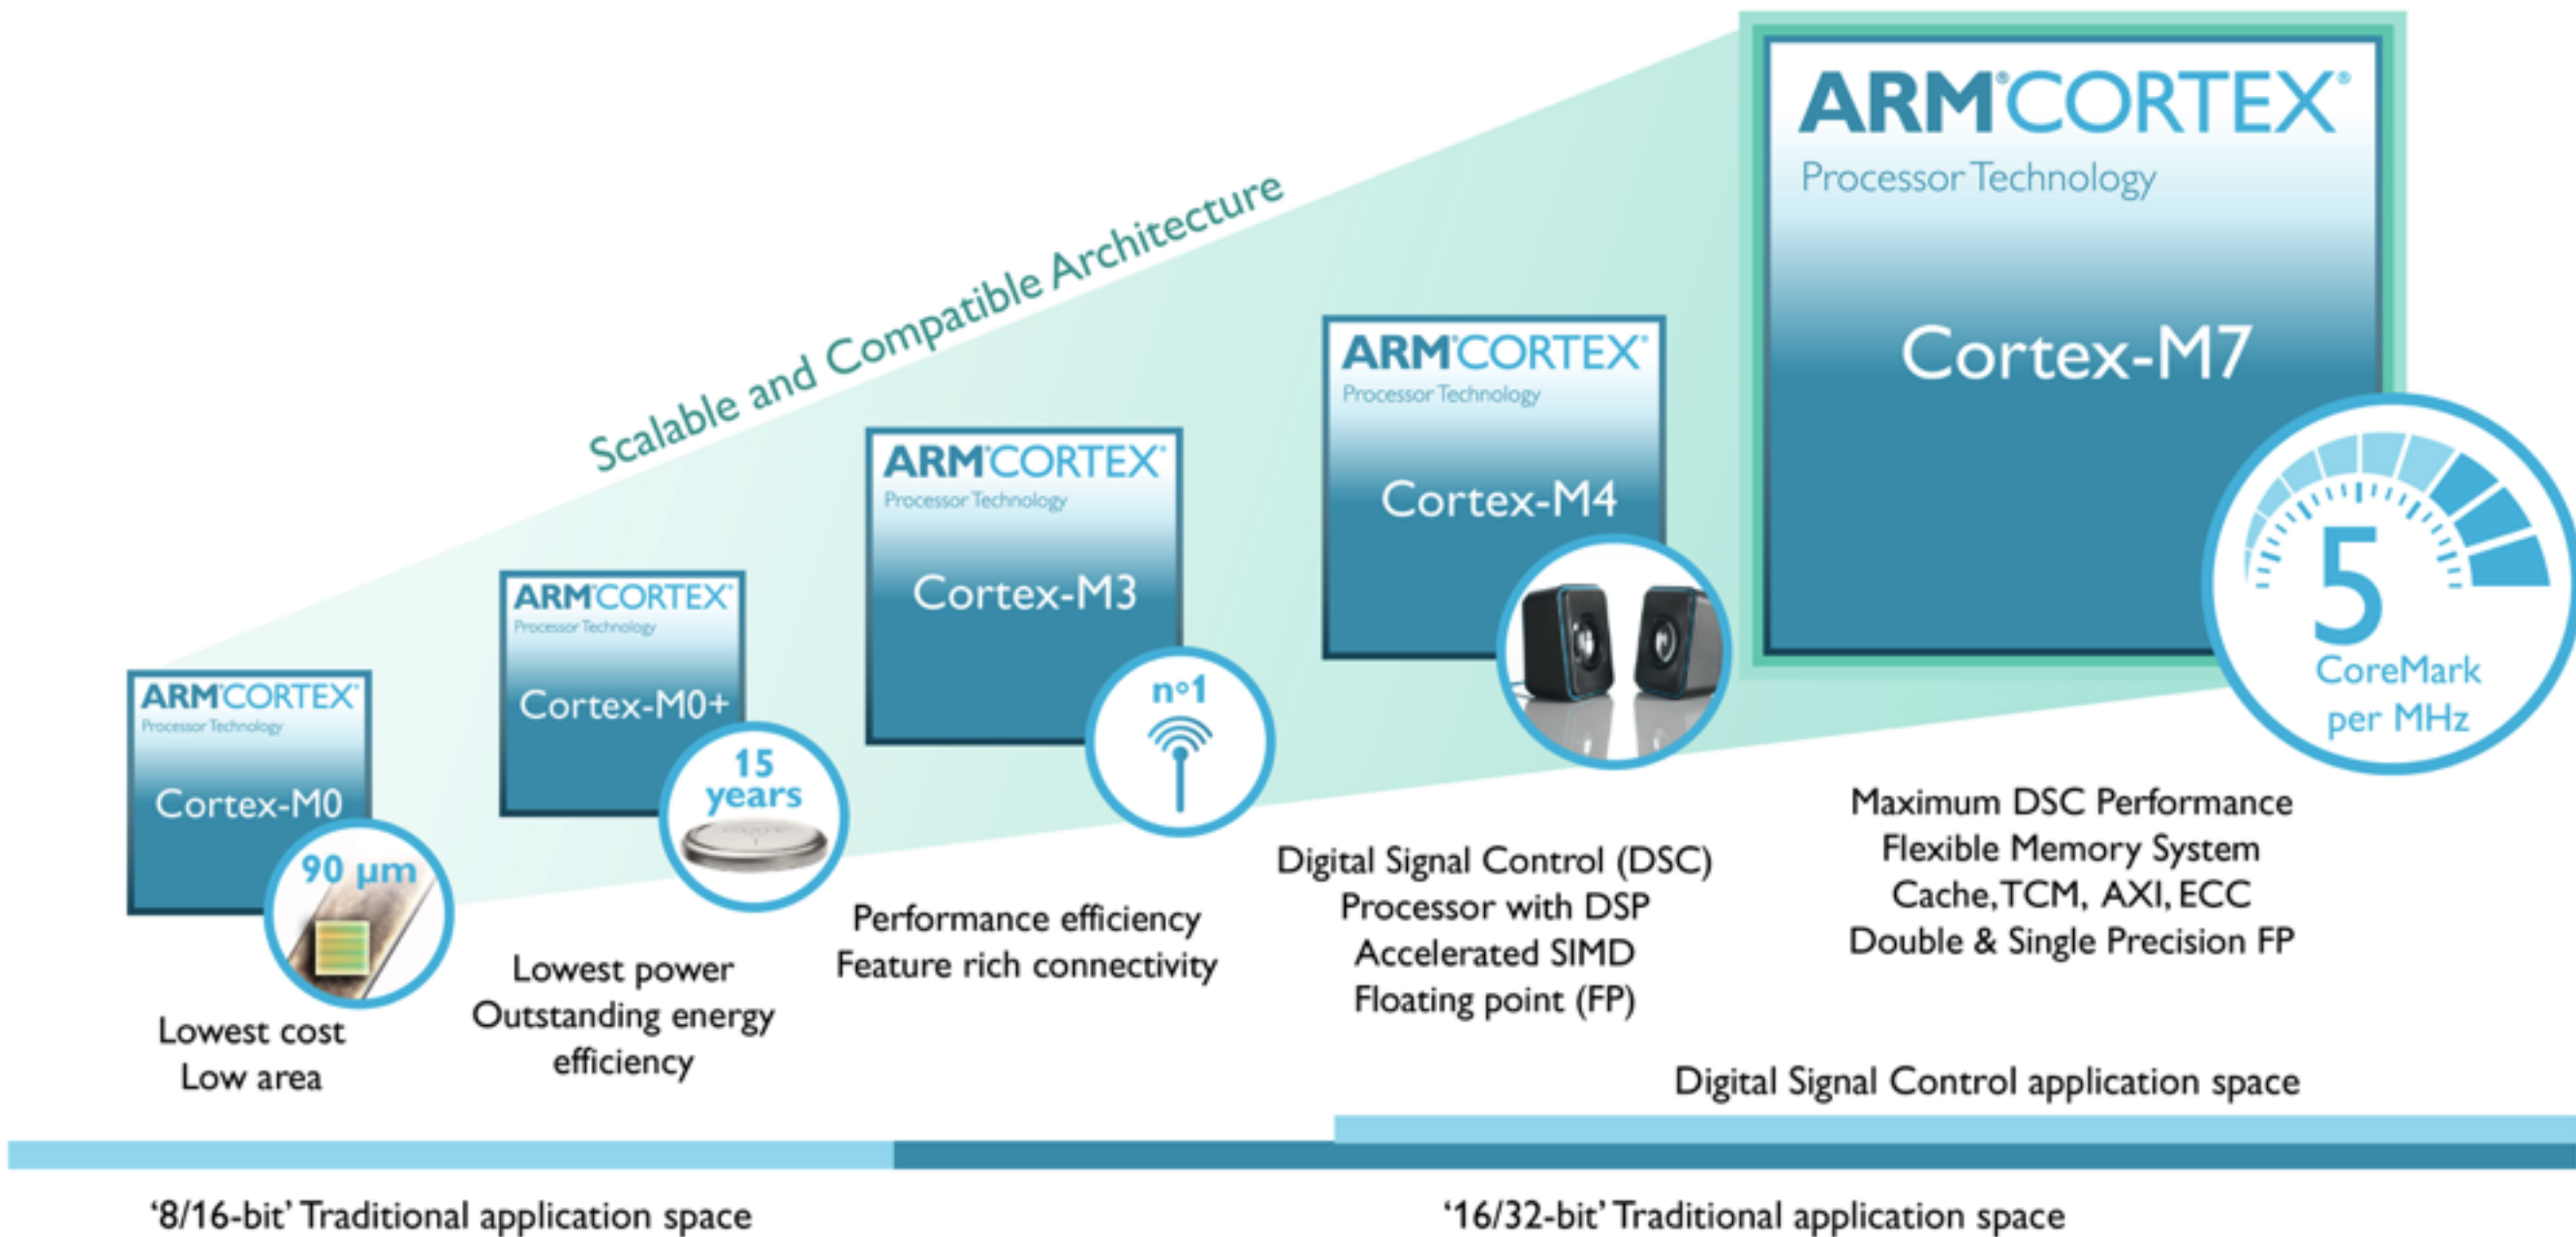 Scalable and Compatible Architecture
ARM®CORTEX®
Processor Technology
Cortex-M0
90 µm
Lowest cost
Low area
ARM®CORTEX®
Processor Technology
Cortex-M0+
15
years
Lowest power
Outstanding energy
efficiency
ARM®CORTEX®
Processor Technology
Cortex-M3
nº1
Performance efficiency
Feature rich connectivity
ARM®CORTEX®
Processor Technology
Cortex-M4
Digital Signal Control (DSC)
Processor with DSP
Accelerated SIMD
Floating point (FP)
ARM®CORTEX®
Processor Technology
Cortex-M7
5
CoreMark
per MHz
Maximum DSC Performance
Flexible Memory System
Cache, TCM, AXI, ECC
Double & Single Precision FP
Digital Signal Control application space
‘8/16-bit’ Traditional application space
‘16/32-bit’ Traditional application space